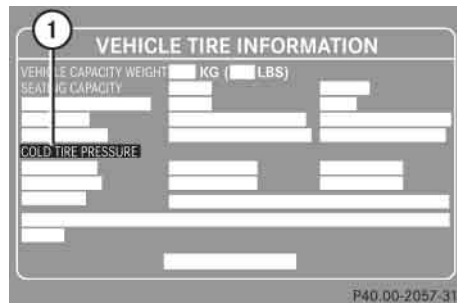 1
VEHICLE TIRE INFORMATION
VEHICLE CAPACITY WEIGHT KG ( LBS)
SEATING CAPACITY
COLD TIRE PRESSURE
P40.00-2057-31